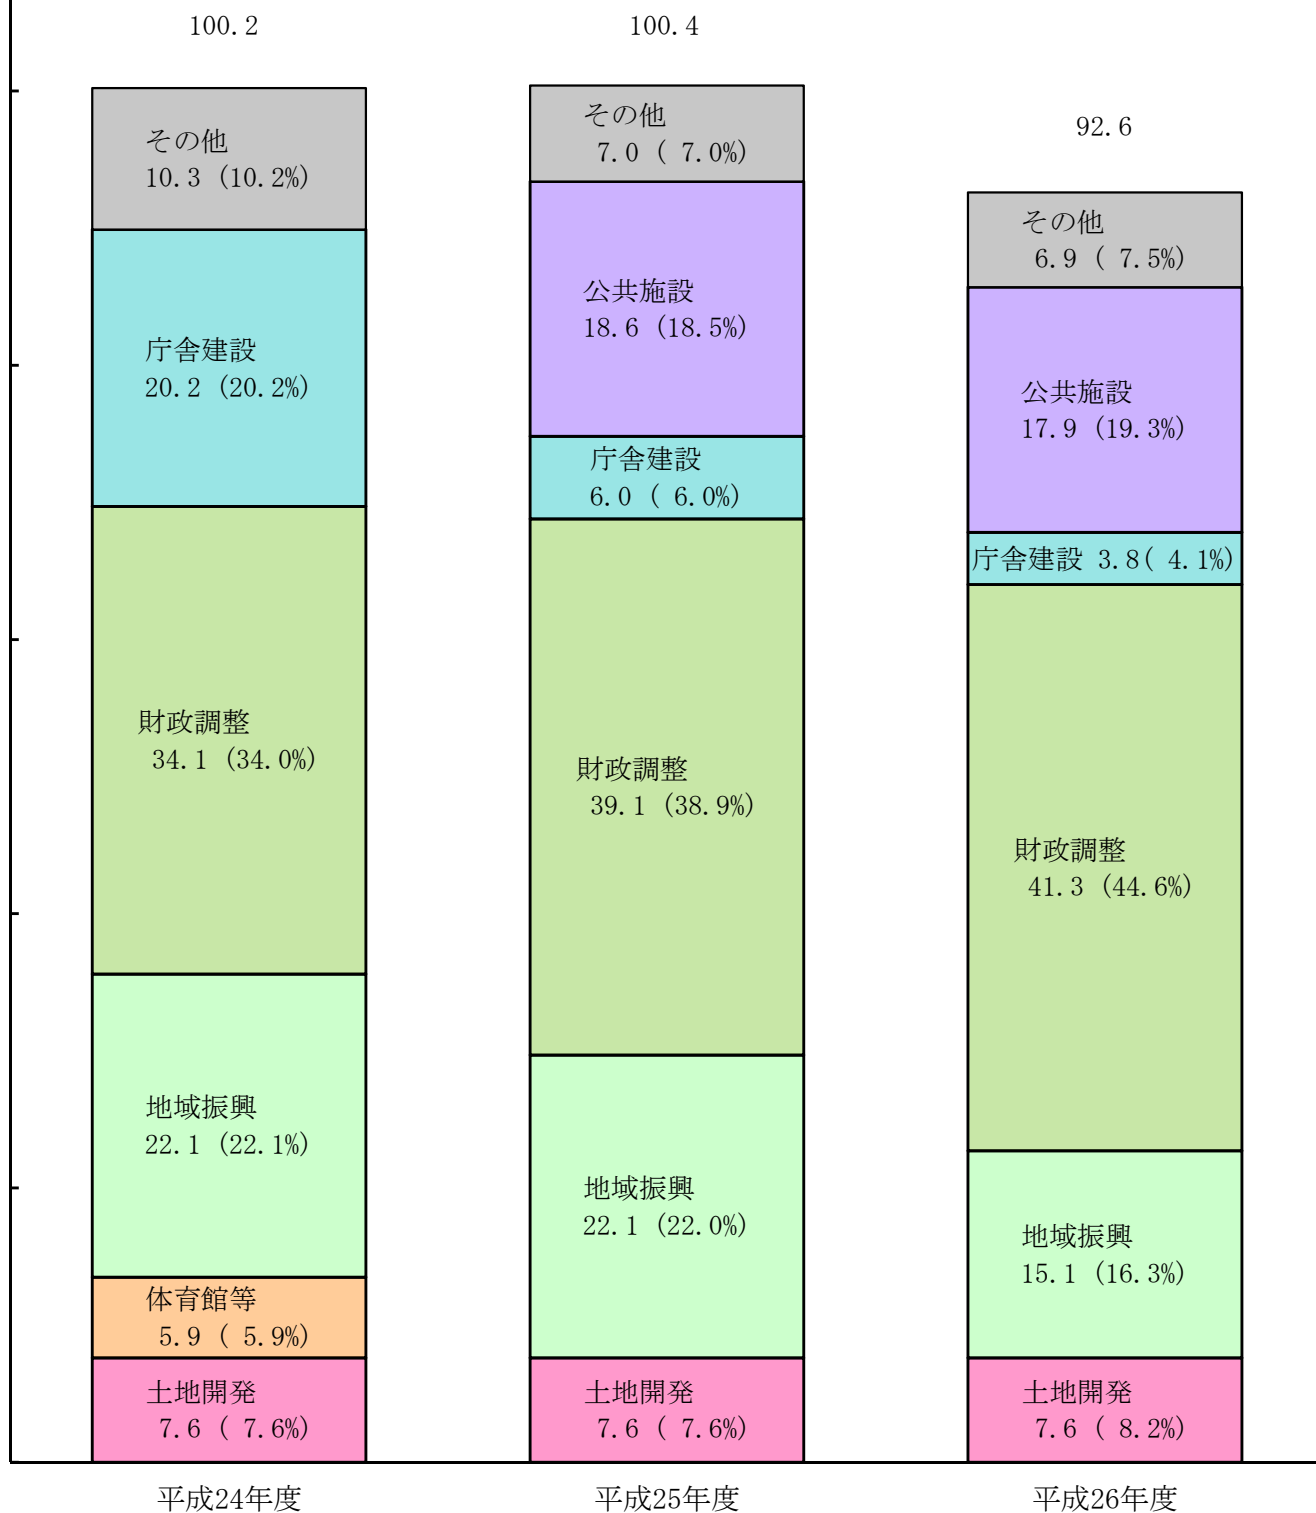 100.2
その他
10.3 (10.2%)
庁舎建設
20.2 (20.2%)
財政調整
34.1 (34.0%)
地域振興
22.1 (22.1%)
体育館等
5.9 ( 5.9%)
土地開発
7.6 ( 7.6%)
平成24年度
100.4
その他
7.0 ( 7.0%)
公共施設
18.6 (18.5%)
庁舎建設
6.0 ( 6.0%)
財政調整
39.1 (38.9%)
地域振興
22.1 (22.0%)
土地開発
7.6 ( 7.6%)
平成25年度
92.6
その他
6.9 ( 7.5%)
公共施設
17.9 (19.3%)
庁舎建設 3.8( 4.1%)
財政調整
41.3 (44.6%)
地域振興
15.1 (16.3%)
土地開発
7.6 ( 8.2%)
平成26年度